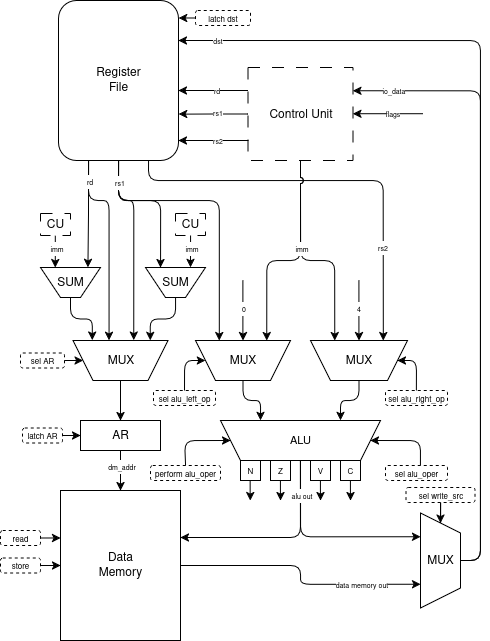 latch dst
dst
Register
File
rd
Control Unit
io_data
rs1
flags
rs2
rd
rs1
CU
CU
imm
imm
imm
rs2
SUM
SUM
0
4
sel AR
MUX
MUX
MUX
sel alu_left_op
sel alu_right_op
latch AR
AR
ALU
dm_addr
perform alu_oper
N
Z
V
C
sel alu_oper
alu out
sel write_src
read
Data
Memory
MUX
store
data memory out